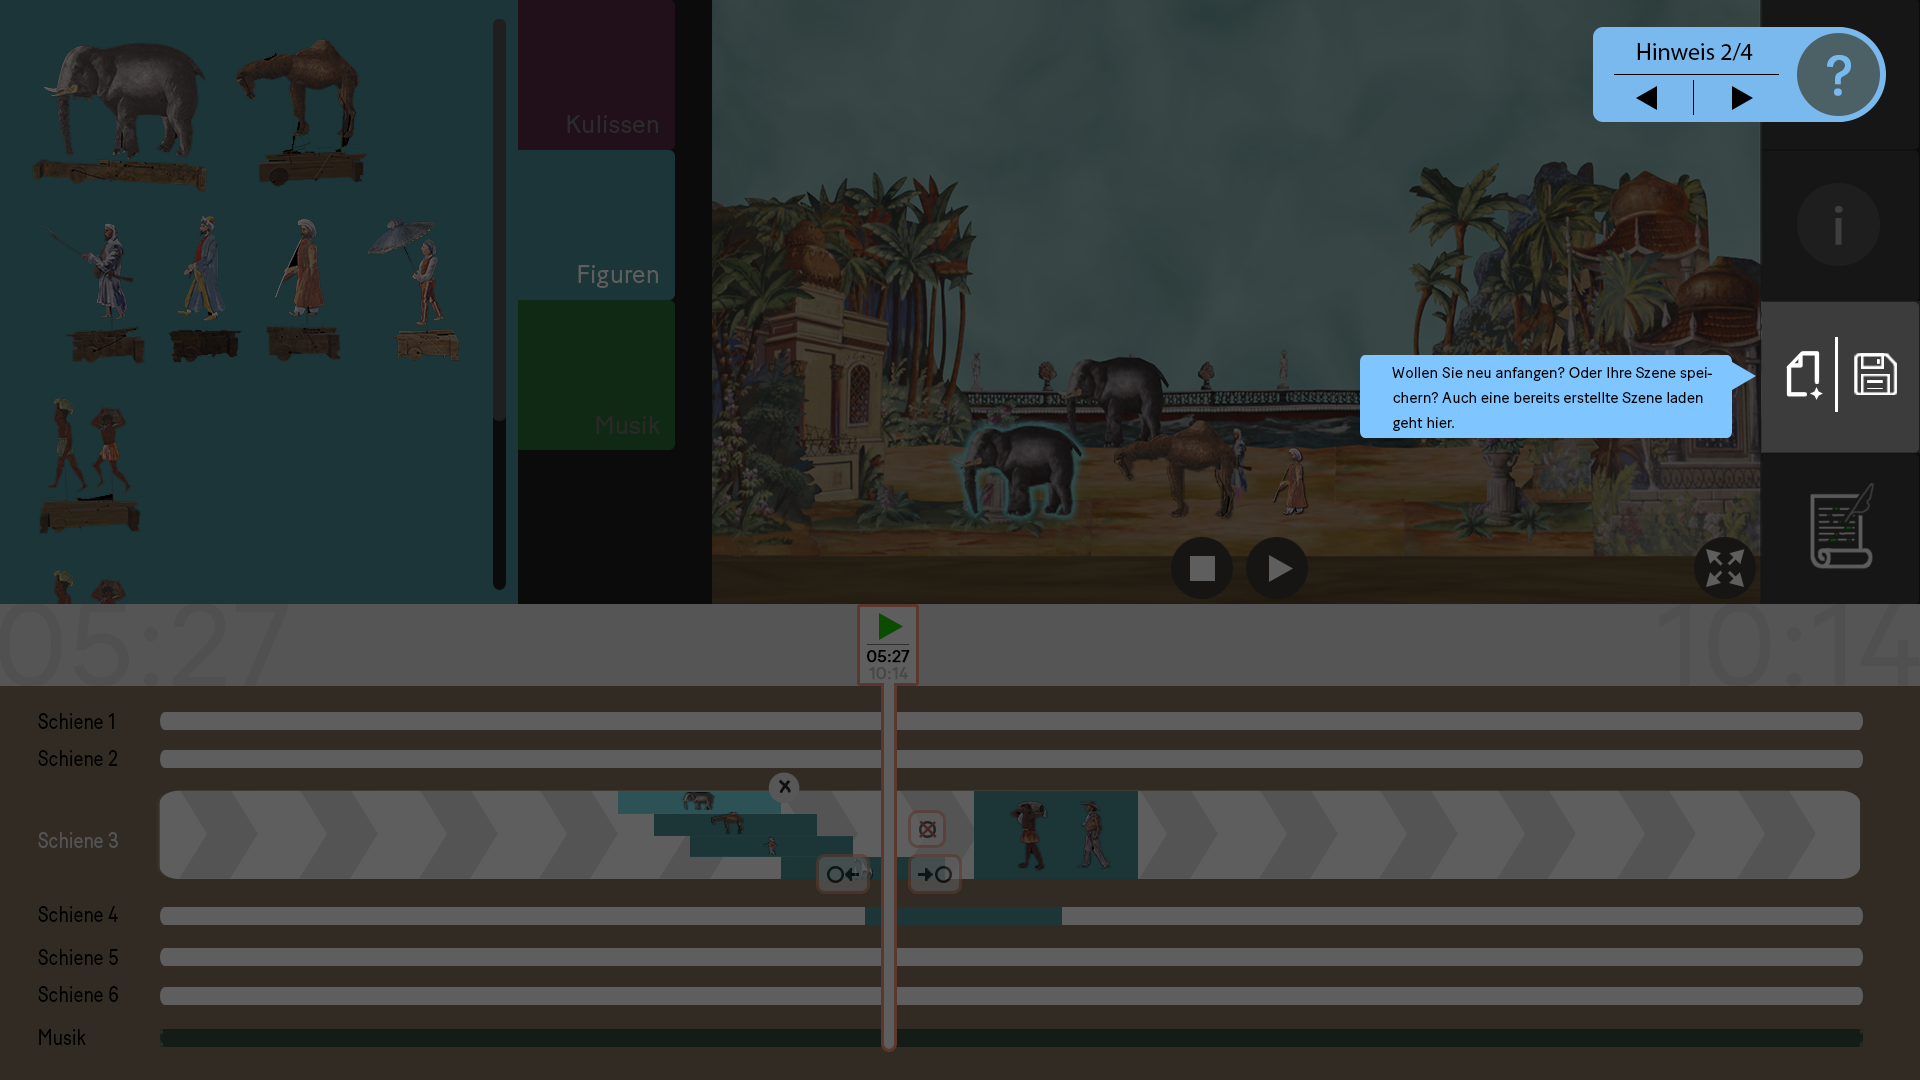 Kulissen
Figuren
Musik
Hinweis 2/4
?
i
Wollen Sie neu anfangen? Oder Ihre Szene spei-
chern? Auch eine bereits erstellte Szene laden
geht hier.
05:27
05:27
10:14
10:14
Schiene 1
Schiene 2
X
Schiene 3
Schiene 4
Schiene 5
Schiene 6
Musik